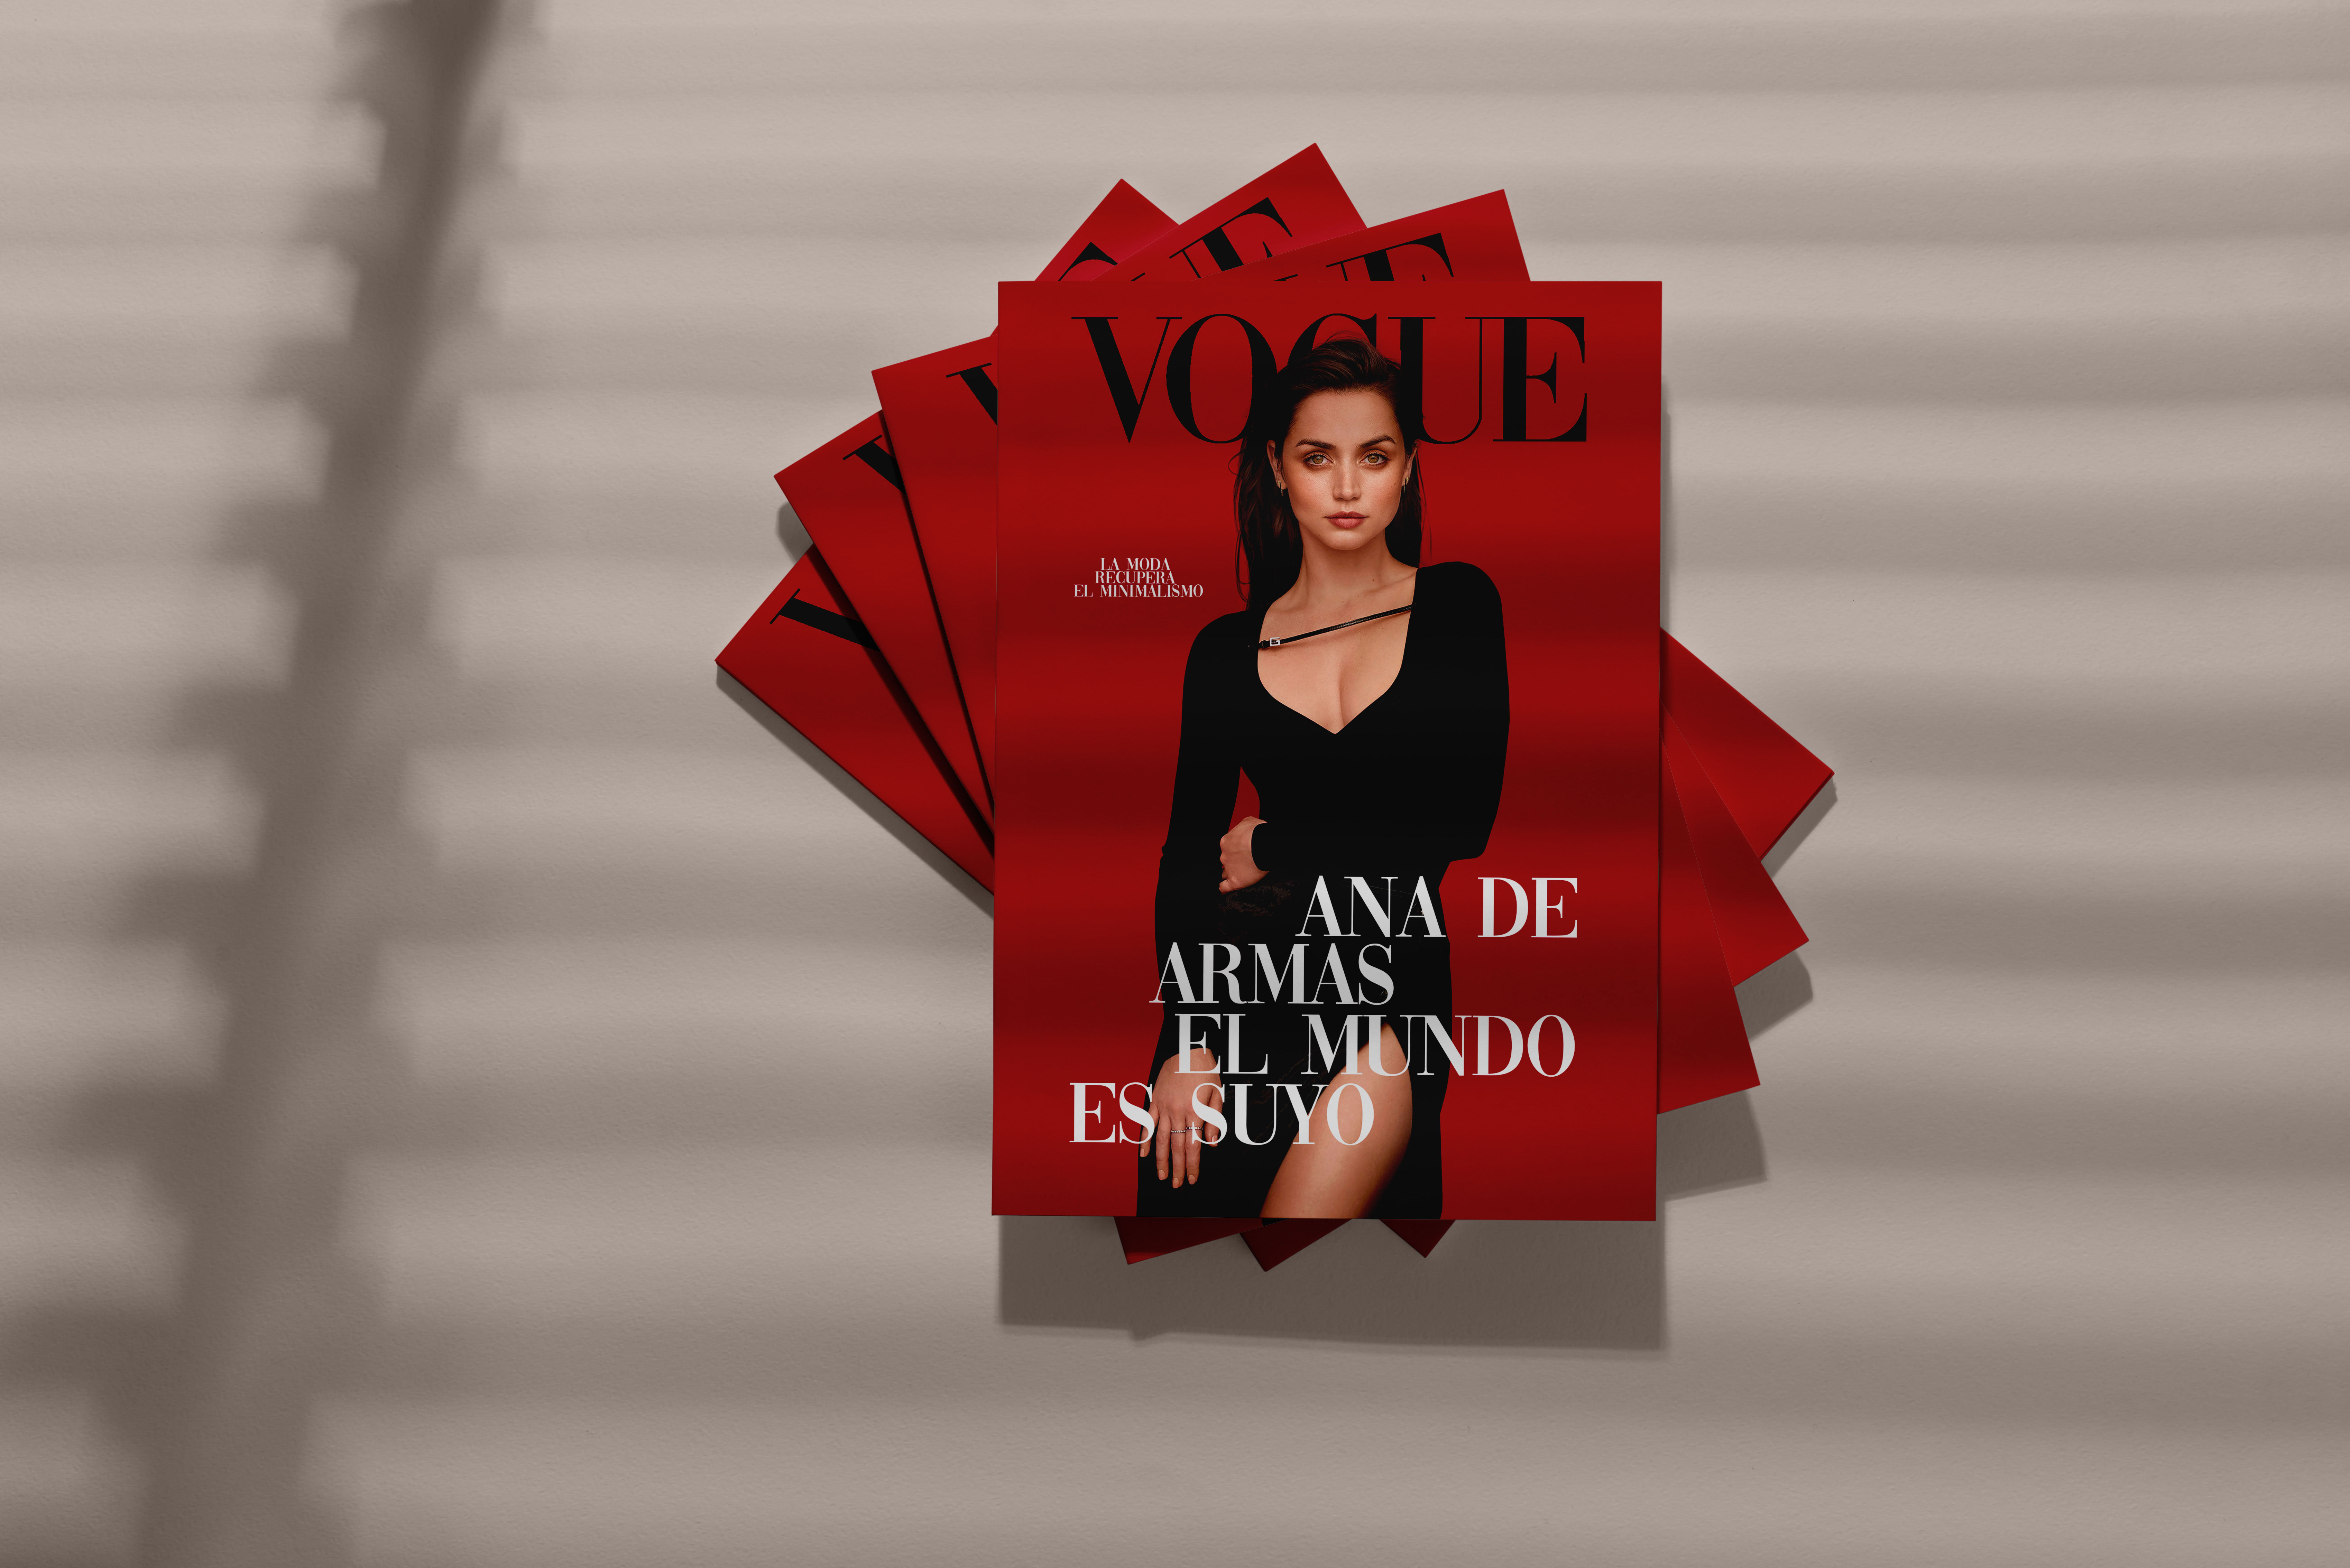 VOGUE
LA MODA
RECUPERA
EL MINIMALISMO
ANA DE
ARMAS
EL MUNDO
ES SUYO